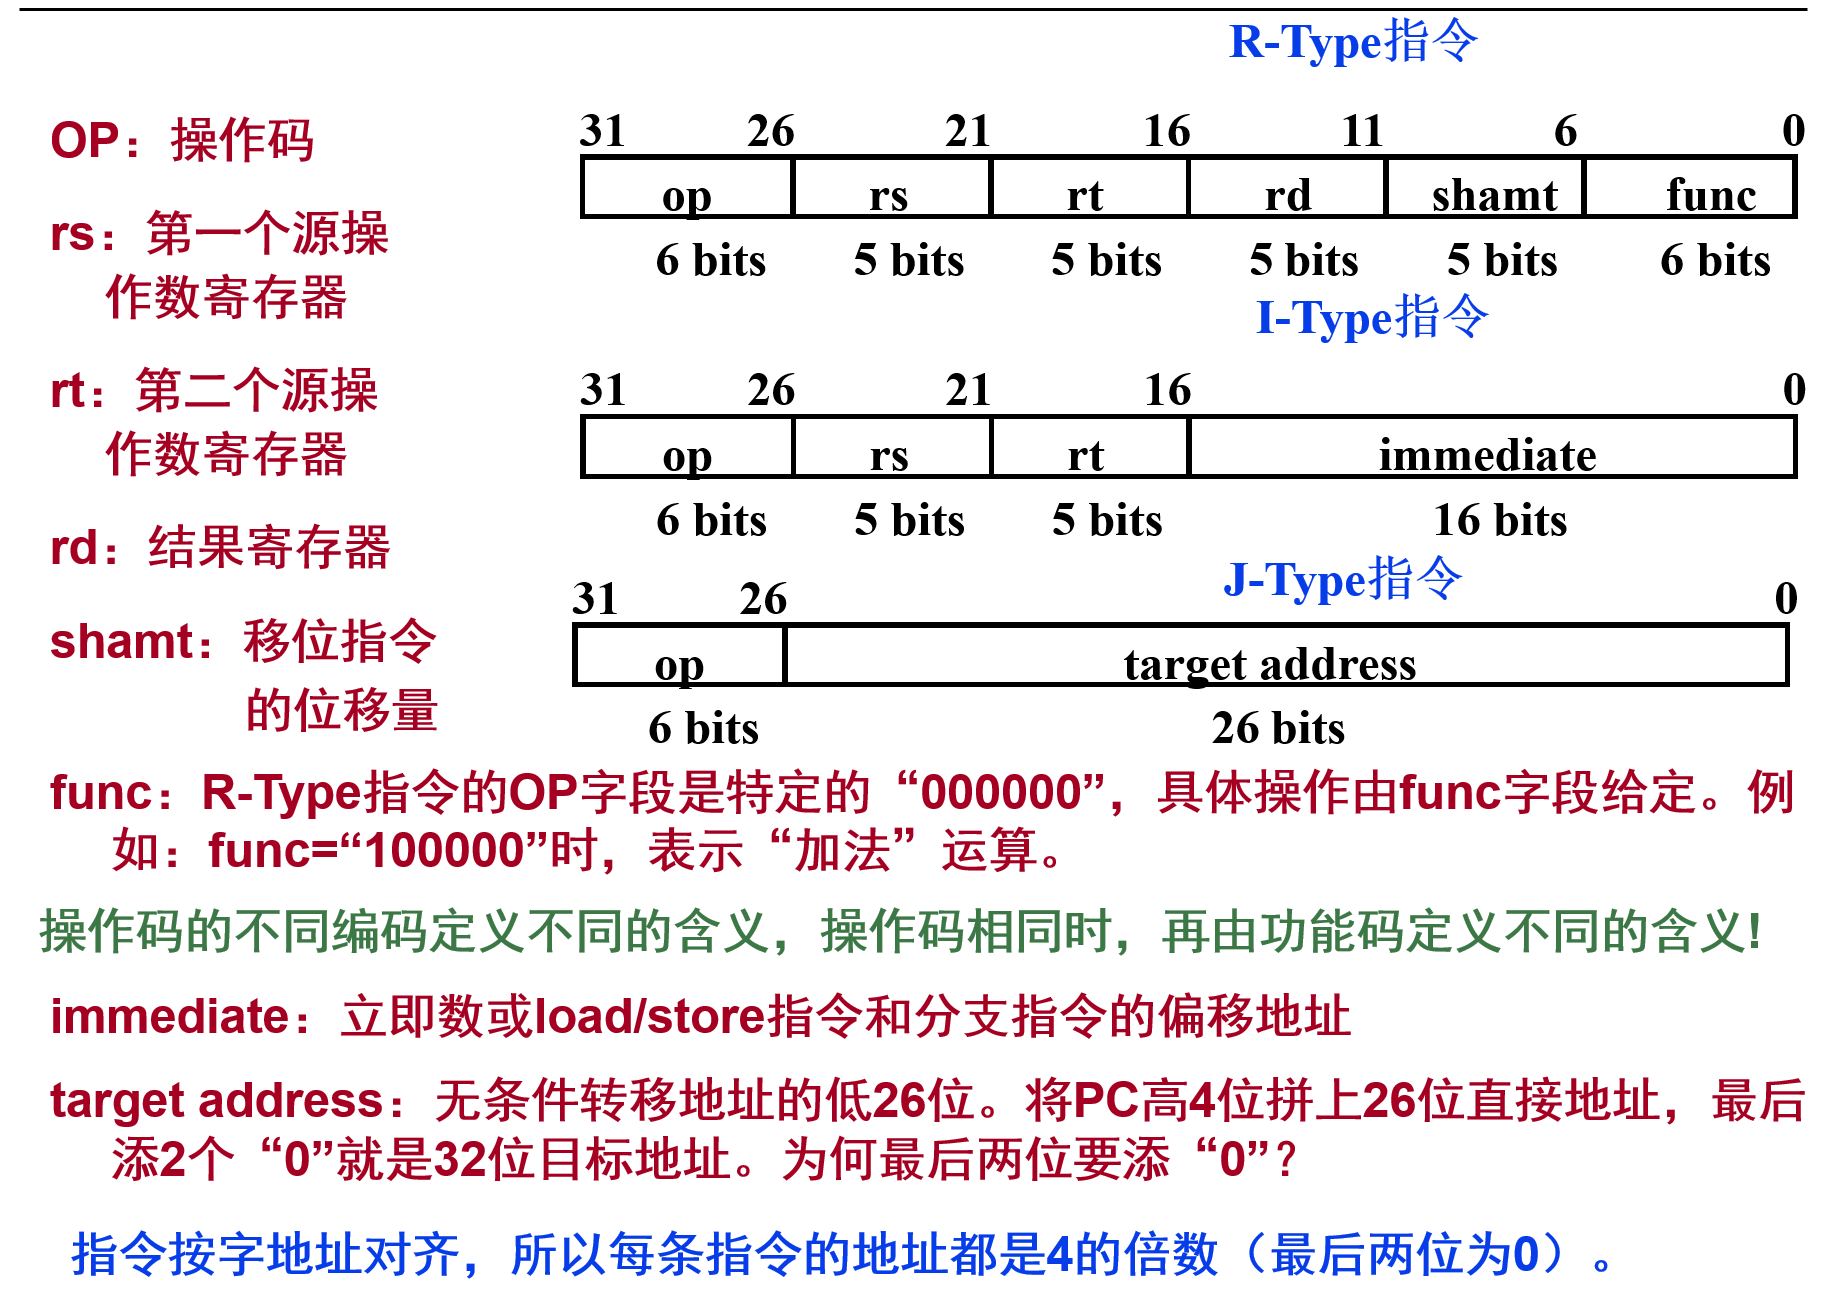 R-Type指令
OP：操作码
31 26 21 16 11 6 0
op rs rt rd shamt func
6 bits 5 bits 5 bits 5 bits 5 bits 6 bits
rs：第一个源操
作数寄存器
I-Type指令
rt：第二个源操
作数寄存器
31 26 21 16 0
op rs rt immediate
6 bits 5 bits 5 bits 16 bits
rd：结果寄存器
J-Type指令
31 26 0
op target address
6 bits 26 bits
shamt：移位指令
的位移量
func：R-Type指令的OP字段是特定的“000000”，具体操作由func字段给定。例
如：func=“100000”时，表示“加法”运算。
操作码的不同编码定义不同的含义，操作码相同时，再由功能码定义不同的含义!
immediate：立即数或load/store指令和分支指令的偏移地址
target address：无条件转移地址的低26位。将PC高4位拼上26位直接地址，最后
添2个“0”就是32位目标地址。为何最后两位要添“0”？
指令按字地址对齐，所以每条指令的地址都是4的倍数（最后两位为0）。